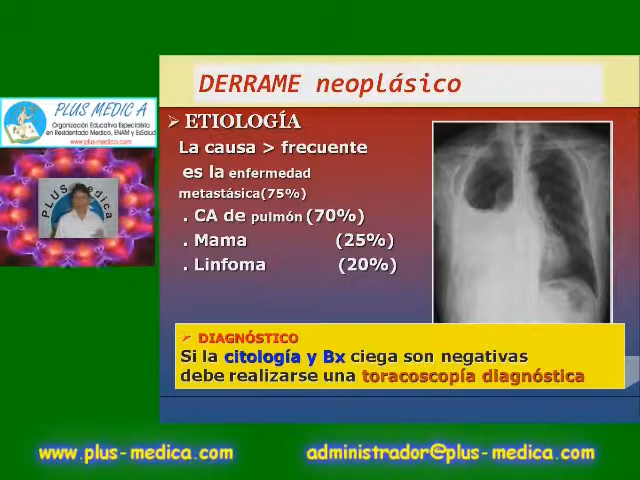 DERRAME neoplásico
PLUS MEDIC A
Organización Educativa Especialista
en Residentado Medico, ENAM y EsSalud
www.plus-medica.com
PLUS Medica
➢ ETIOLOGÍA
La causa > frecuente
es la enfermedad
metastásica(75%)
. CA de pulmón (70%)
. Mama (25%)
. Linfoma (20%)
➢ DIAGNÓSTICO
Si la citología y Bx ciega son negativas
debe realizarse una toracoscopía diagnóstica
www.plus-medica.com
administrador@plus-medica.com